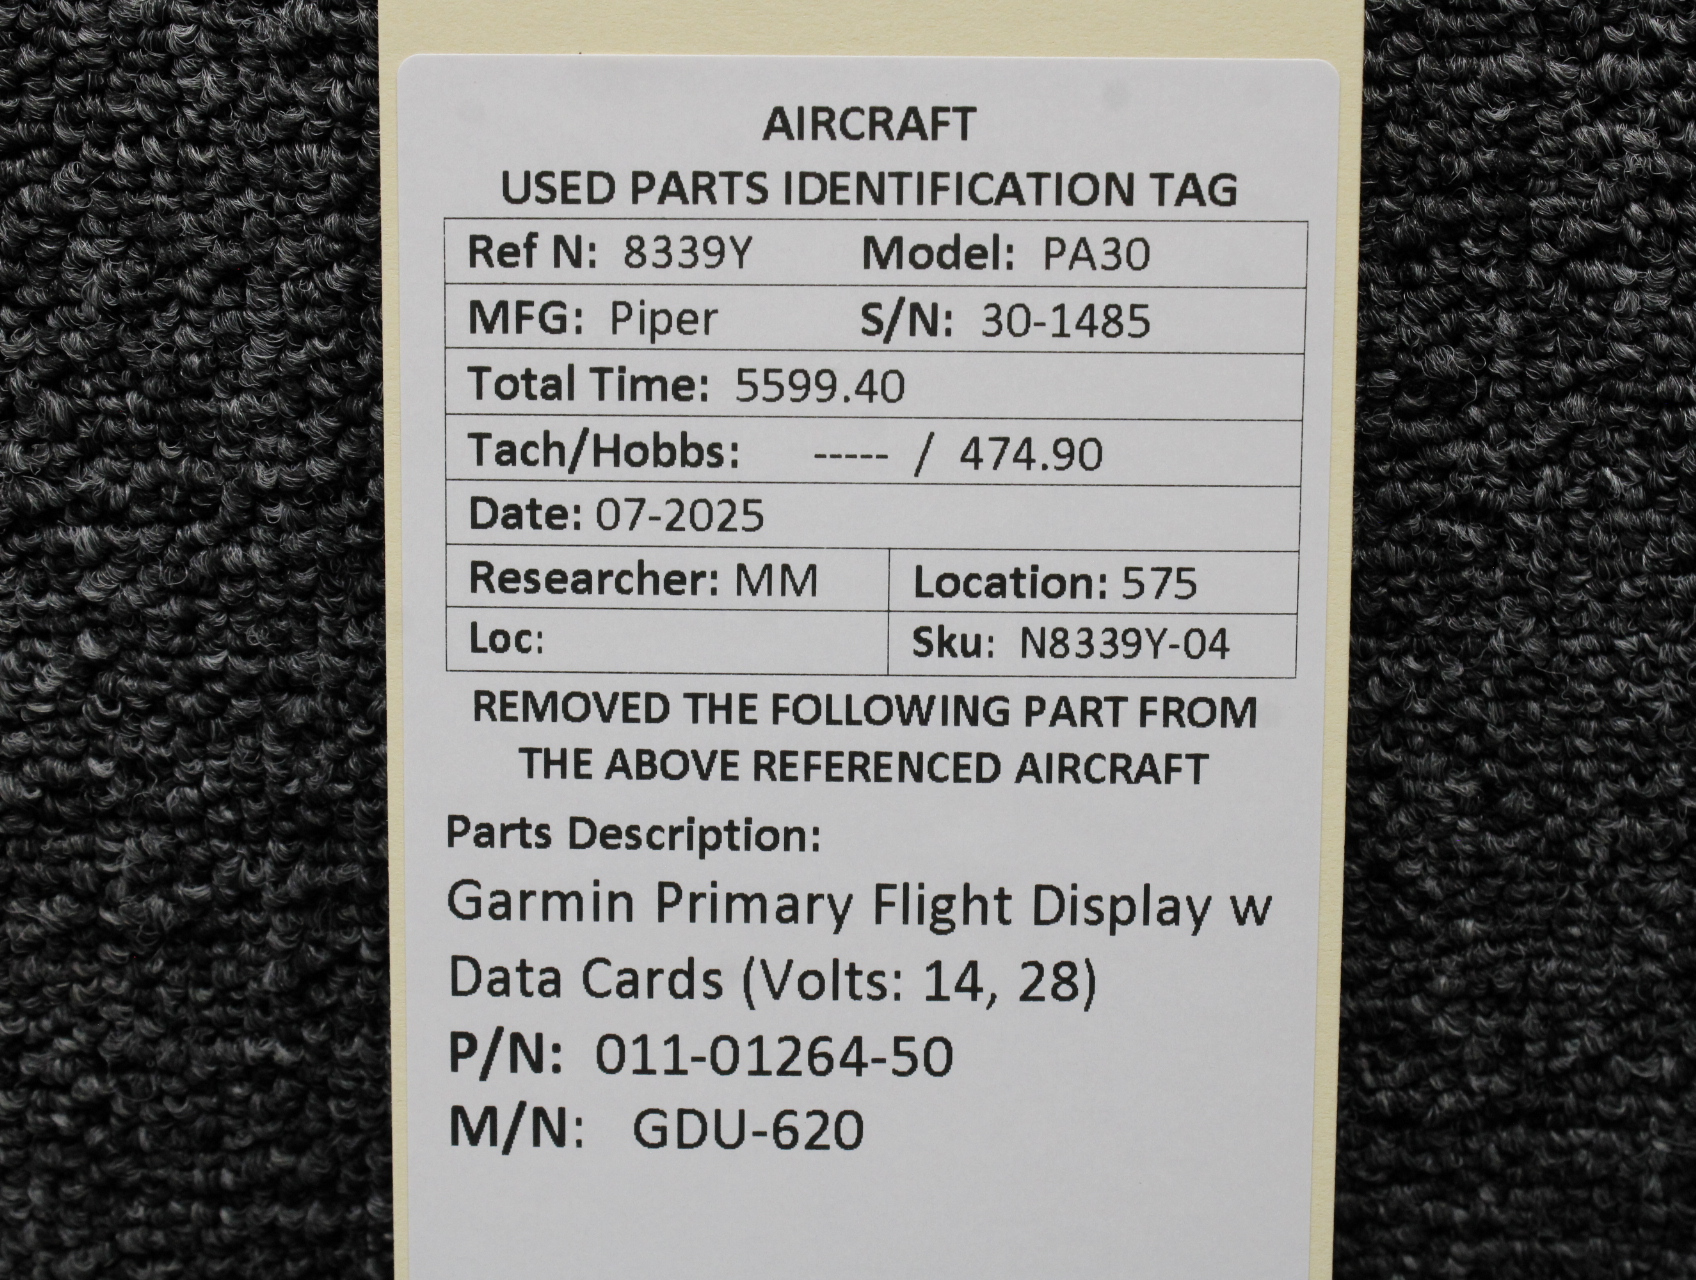 AIRCRAFT
USED PARTS IDENTIFICATION TAG
Ref N: 8339Y Model: PA30
MFG: Piper S/N: 30-1485
Total Time: 5599.40
Tach/Hobbs: ----- / 474.90
Date: 07-2025
Researcher: MM Location: 575
Loc: Sku: N8339Y-04
REMOVED THE FOLLOWING PART FROM
THE ABOVE REFERENCED AIRCRAFT
Parts Description:
Garmin Primary Flight Display w
Data Cards (Volts: 14, 28)
P/N: 011-01264-50
M/N: GDU-620